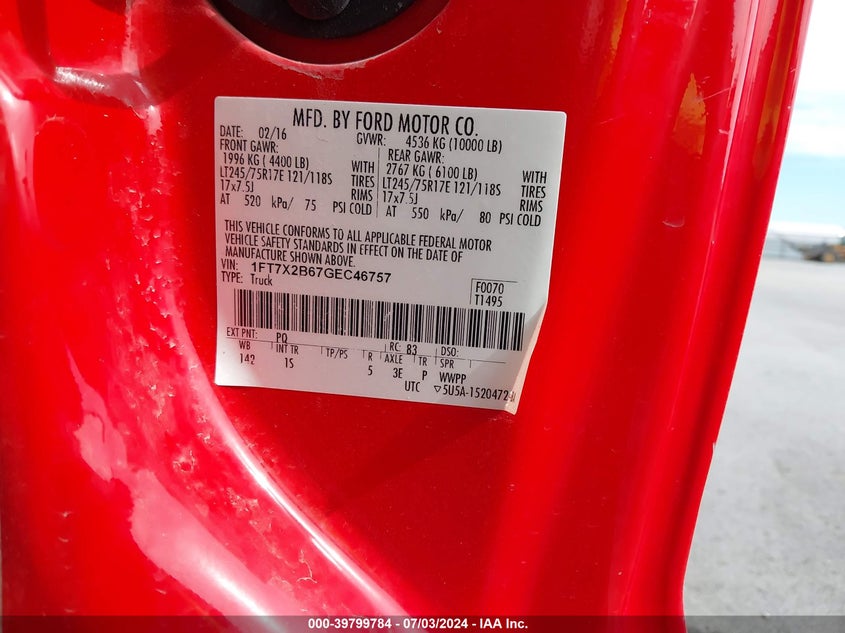 MFD. BY FORD MOTOR CO.
DATE: 02/16 GVWR: 4536 KG (10000 LB)
FRONT GAWR: REAR GAWR:
1996 KG ( 4400 LB) WITH 2767 KG ( 6100 LB) WITH
LT245/75R17E 121/118S TIRES LT245/75R17E 121/118S TIRES
17x7.5J RIMS 17x7.5J RIMS
AT 520 kPa/ 75 PSI COLD AT 550 kPa/ 80 PSI COLD
THIS VEHICLE CONFORMS TO ALL APPLICABLE FEDERAL MOTOR
VEHICLE SAFETY STANDARDS IN EFFECT ON THE DATE OF
MANUFACTURE SHOWN ABOVE.
VIN: 1FT7X2B67GEC46757
TYPE: Truck
F0070
T1495
EXT PNT: PQ RC: 83 DSO:
WB INT TR TP/PS R AXLE TR SPR
142 1S 5 3E P WWPP
UTC ▽5U5A-1520472-
000-39799784 - 07/03/2024 - IAA Inc.